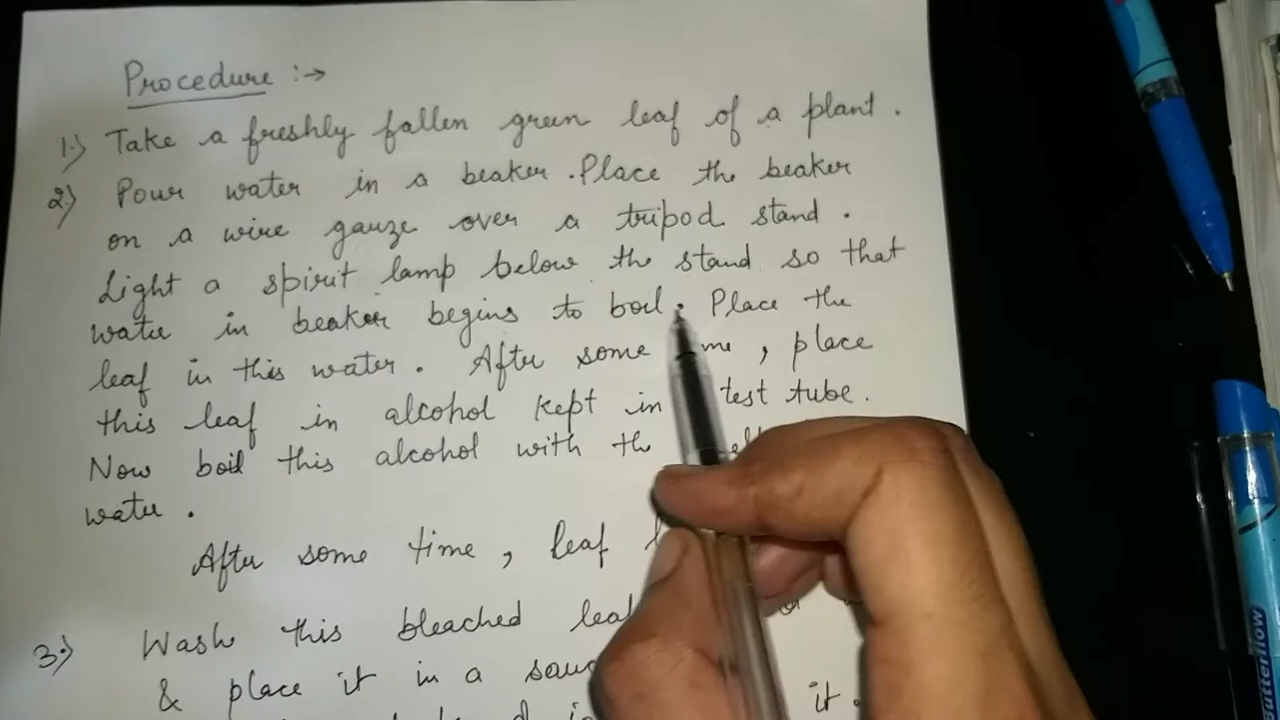 Procedure :→
1.) Take a freshly fallen green leaf of a plant .
2.) Pour water in a beaker . Place the beaker
on a wire gauze over a tripod stand .
Light a spirit lamp below the stand so that
water in beaker begins to boil . Place the
leaf in this water . After some me , place
this leaf in alcohol kept in test tube .
Now boil this alcohol with the
water .
After some time , leaf
3.) Wash this bleached
& place it in a it .
Butterflow